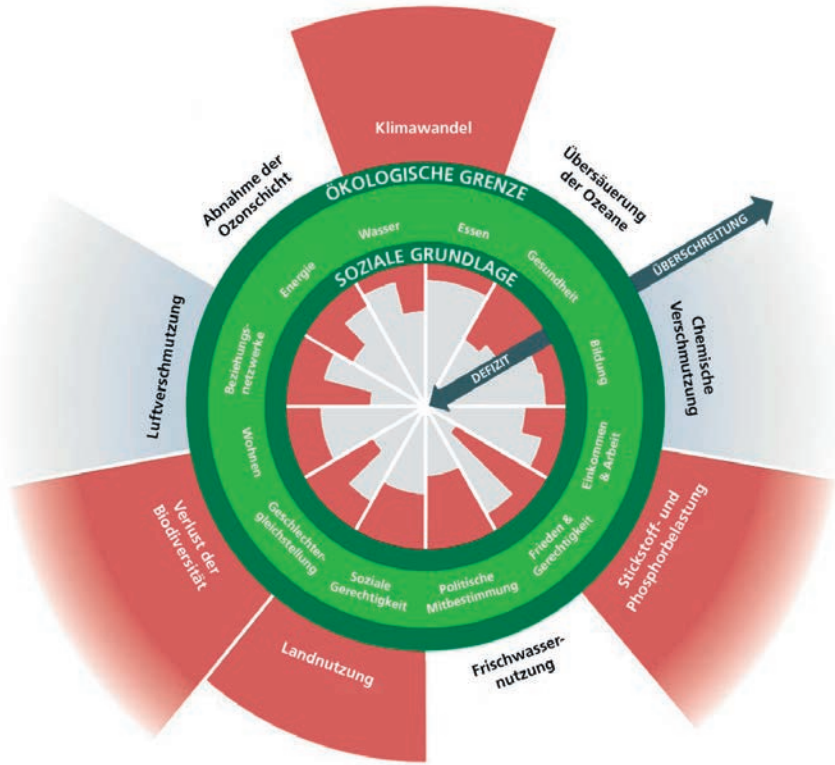 Klimawandel
Übersäuerung
der Ozeane
ÜBERSCHREITUNG
Chemische
Verschmutzung
Stickstoff- und
Phosphorbelastung
Frischwasser-
nutzung
Landnutzung
Verlust der
Biodiversität
Luftverschmutzung
Abnahme der
Ozonschicht
ÖKOLOGISCHE GRENZE
Wasser
Essen
Gesundheit
Bildung
Einkommen
& Arbeit
Frieden &
Gerechtigkeit
Politische
Mitbestimmung
Soziale
Gerechtigkeit
Geschlechter-
gleichstellung
Wohnen
Beziehungs-
netzwerke
Energie
SOZIALE GRUNDLAGE
DEFIZIT